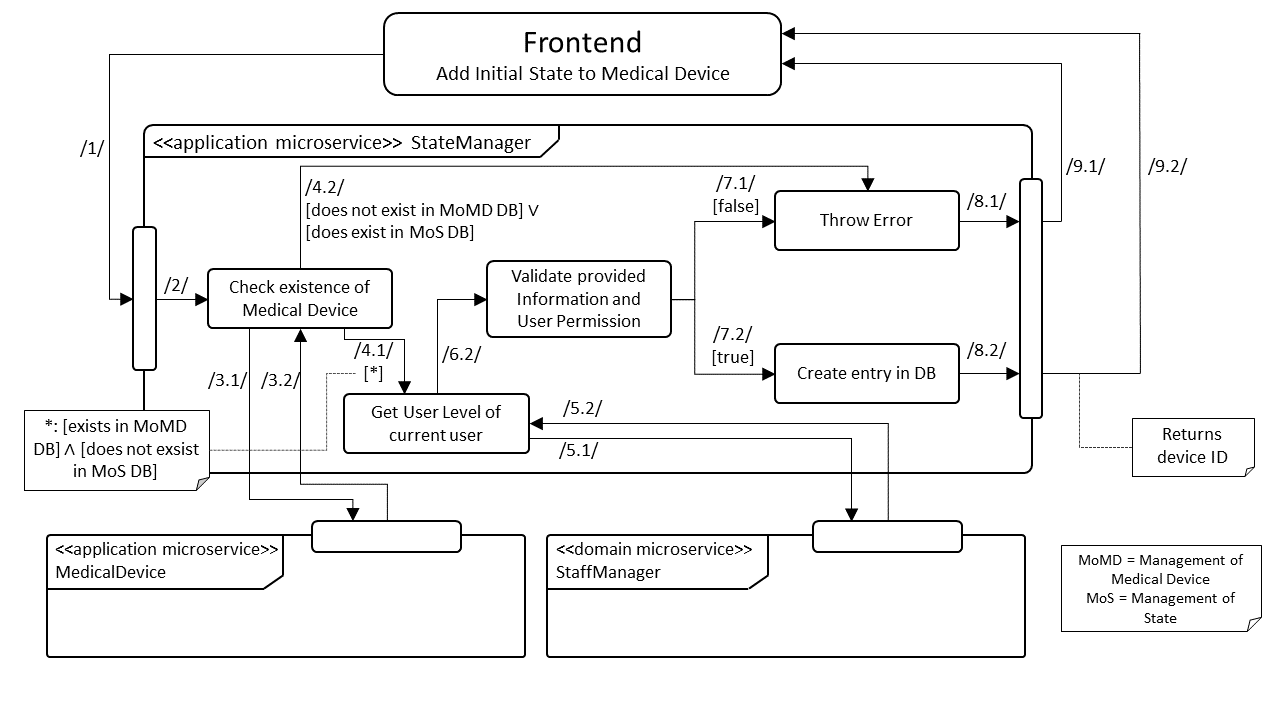 Frontend
Add Initial State to Medical Device
/1/
<<application microservice>> StateManager
/9.1/
/9.2/
/4.2/
[does not exist in MoMD DB] ∨
[does exist in MoS DB]
/7.1/
[false]
Throw Error
/8.1/
/2/
Check existence of
Medical Device
Validate provided
Information and
User Permission
/7.2/
[true]
Create entry in DB
/8.2/
/3.1/
/3.2/
/4.1/
[*]
/6.2/
Get User Level of
current user
/5.2/
/5.1/
*: [exists in MoMD
DB] ∧ [does not exsist
in MoS DB]
Returns
device ID
<<application microservice>>
MedicalDevice
<<domain microservice>>
StaffManager
MoMD = Management of
Medical Device
MoS = Management of
State